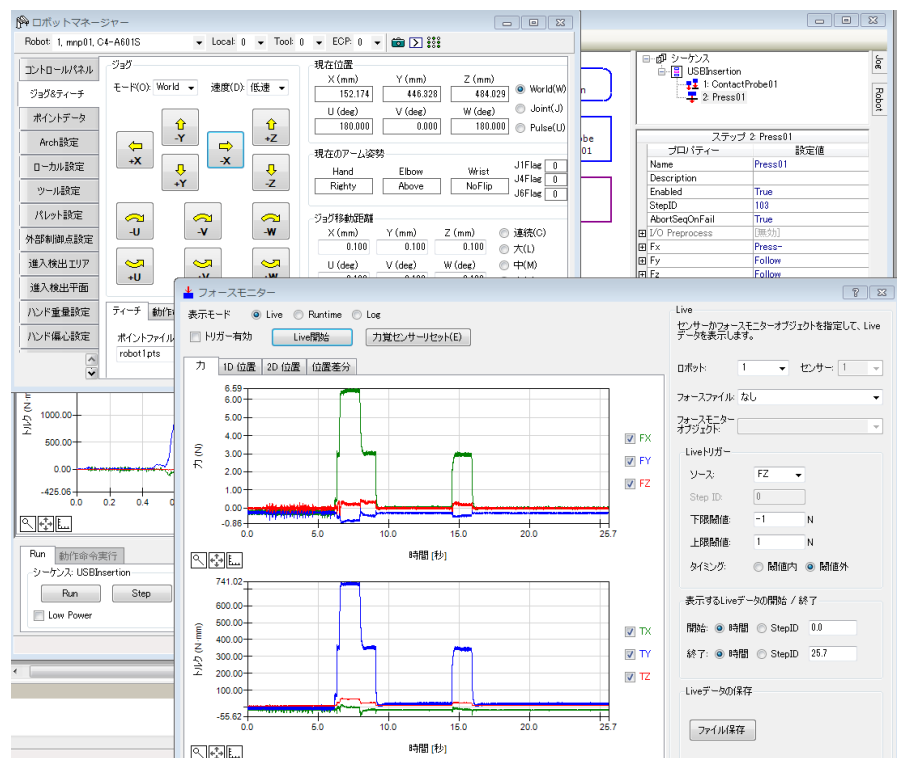 ロボットマネージャー
Robot: 1, mnp01, C4-A601S Local: 0 Tool: 0 ECP: 0
コントロールパネル
ジョグ&ティーチ
ポイントデータ
Arch設定
ローカル設定
ツール設定
パレット設定
外部制御点設定
進入検出エリア
進入検出平面
ハンド重量設定
ハンド偏心設定
ジョグ
モード(O): World 速度(D): 低速
-Y
+Z
+X
-X
+Y
-Z
-U
-V
-W
+U
+V
+W
現在位置
X (mm) Y (mm) Z (mm)
152.174 446.328 484.029
U (deg) V (deg) W (deg)
180.000 0.000 180.000
World(W)
Joint(J)
Pulse(U)
現在のアーム姿勢
Hand Elbow Wrist
Righty Above NoFlip
J1Flag 0
J4Flag 0
J6Flag 0
ジョグ移動距離
X (mm) Y (mm) Z (mm)
0.100 0.100 0.100
U (deg) V (deg) W (deg)
0.100 0.100 0.100
連続(C)
大(L)
中(M)
ティーチ
ポイントファイル
robot1.pts
シーケンス
USBInsertion
1: ContactProbe01
2: Press01
Jog
Robot
ステップ 2: Press01
プロパティー 設定値
Name Press01
Description
Enabled True
StepID 103
AbortSeqOnFail True
I/O Preprocess [無効]
Fx Press-
Fy Follow
Fz Follow
トルク (N·m
1000.00
500.00
0.00
-425.06
0.0 0.2 0.4
Run 動作命令実行
シーケンス: USBInsertion
Run Step
Low Power
フォースモニター
表示モード Live Runtime Log
トリガー有効 Live開始 力覚センサーリセット(E)
力 1D 位置 2D 位置 位置差分
力 (N)
6.59
6.00
5.00
4.00
3.00
2.00
1.00
0.00
-0.86
0.0 5.0 10.0 15.0 20.0 25.7
時間 [秒]
FX
FY
FZ
トルク (N·mm)
741.02
600.00
500.00
400.00
300.00
200.00
100.00
-55.62
0.0 5.0 10.0 15.0 20.0 25.7
時間 [秒]
TX
TY
TZ
Live
センサーかフォースモニターオブジェクトを指定して、Live
データを表示します。
ロボット: 1 センサー: 1
フォースファイル: なし
フォースモニター
オブジェクト:
Liveトリガー
ソース: FZ
Step ID: 0
下限閾値: -1 N
上限閾値: 1 N
タイミング: 閾値内 閾値外
表示するLiveデータの開始 / 終了
開始: 時間 StepID 0.0
終了: 時間 StepID 25.7
Liveデータの保存
ファイル保存